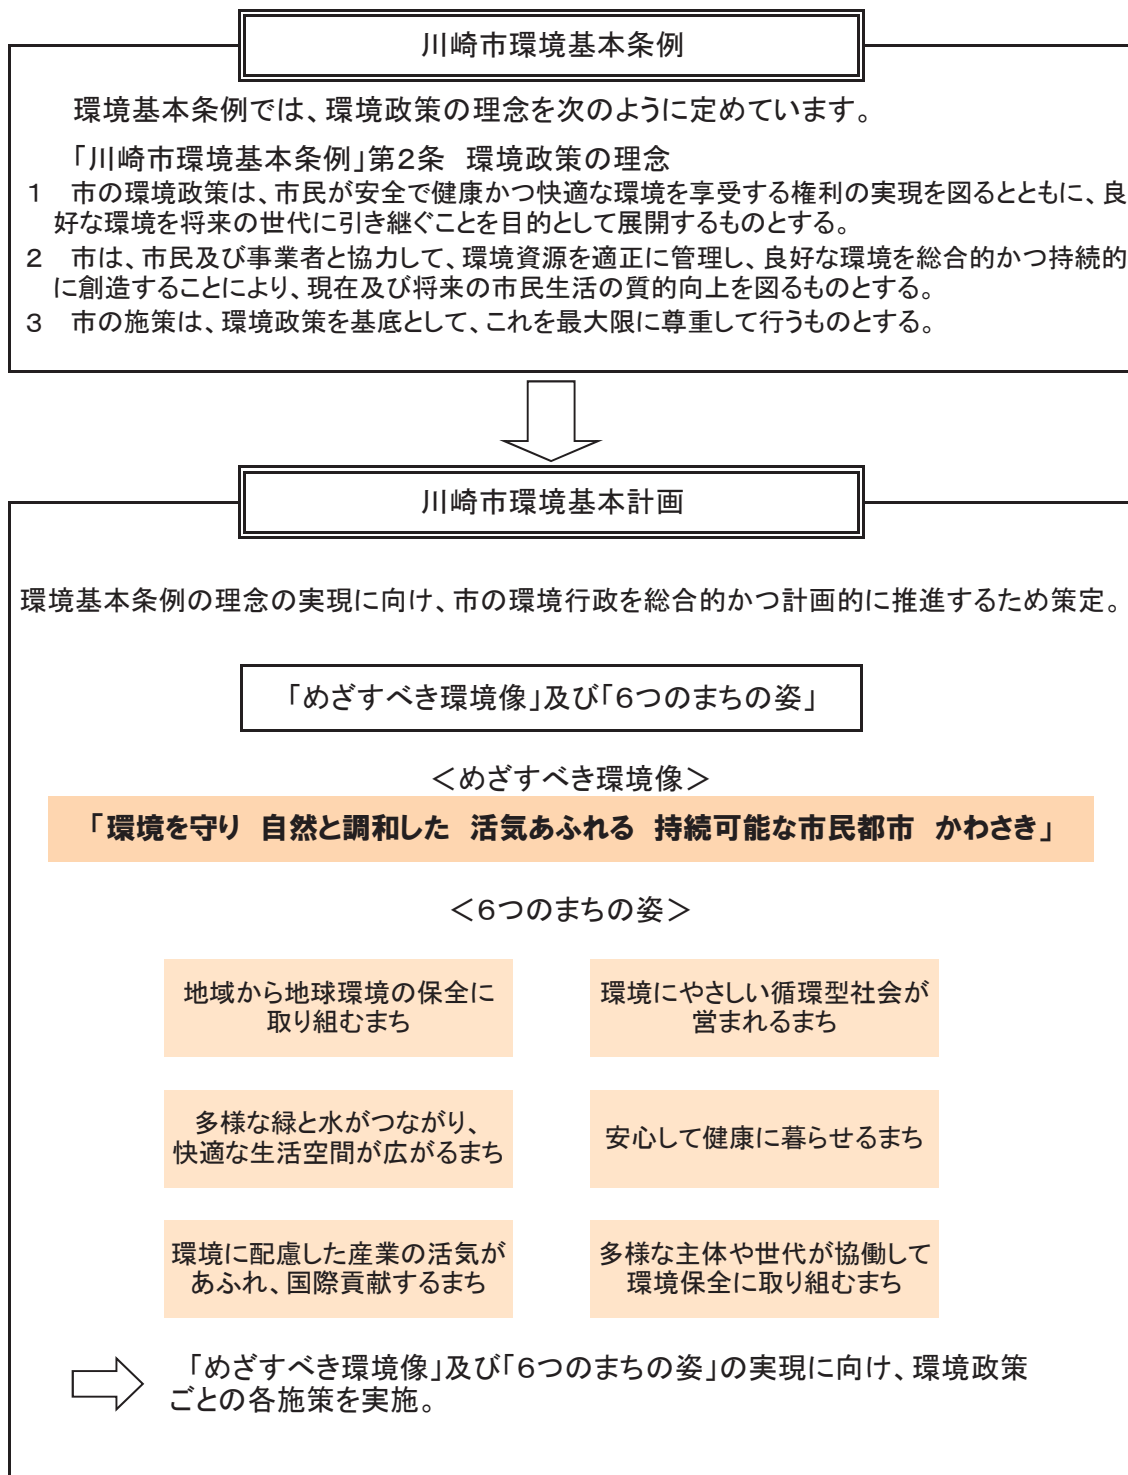 川崎市環境基本条例
環境基本条例では、環境政策の理念を次のように定めています。
「川崎市環境基本条例」第2条 環境政策の理念
1 市の環境政策は、市民が安全で健康かつ快適な環境を享受する権利の実現を図るとともに、良
好な環境を将来の世代に引き継ぐことを目的として展開するものとする。
2 市は、市民及び事業者と協力して、環境資源を適正に管理し、良好な環境を総合的かつ持続的
に創造することにより、現在及び将来の市民生活の質的向上を図るものとする。
3 市の施策は、環境政策を基底として、これを最大限に尊重して行うものとする。
川崎市環境基本計画
環境基本条例の理念の実現に向け、市の環境行政を総合的かつ計画的に推進するため策定。
「めざすべき環境像」及び「6つのまちの姿」
＜めざすべき環境像＞
「環境を守り 自然と調和した 活気あふれる 持続可能な市民都市 かわさき」
＜6つのまちの姿＞
地域から地球環境の保全に
取り組むまち
環境にやさしい循環型社会が
営まれるまち
多様な緑と水がつながり、
快適な生活空間が広がるまち
安心して健康に暮らせるまち
環境に配慮した産業の活気が
あふれ、国際貢献するまち
多様な主体や世代が協働して
環境保全に取り組むまち
「めざすべき環境像」及び「6つのまちの姿」の実現に向け、環境政策
ごとの各施策を実施。